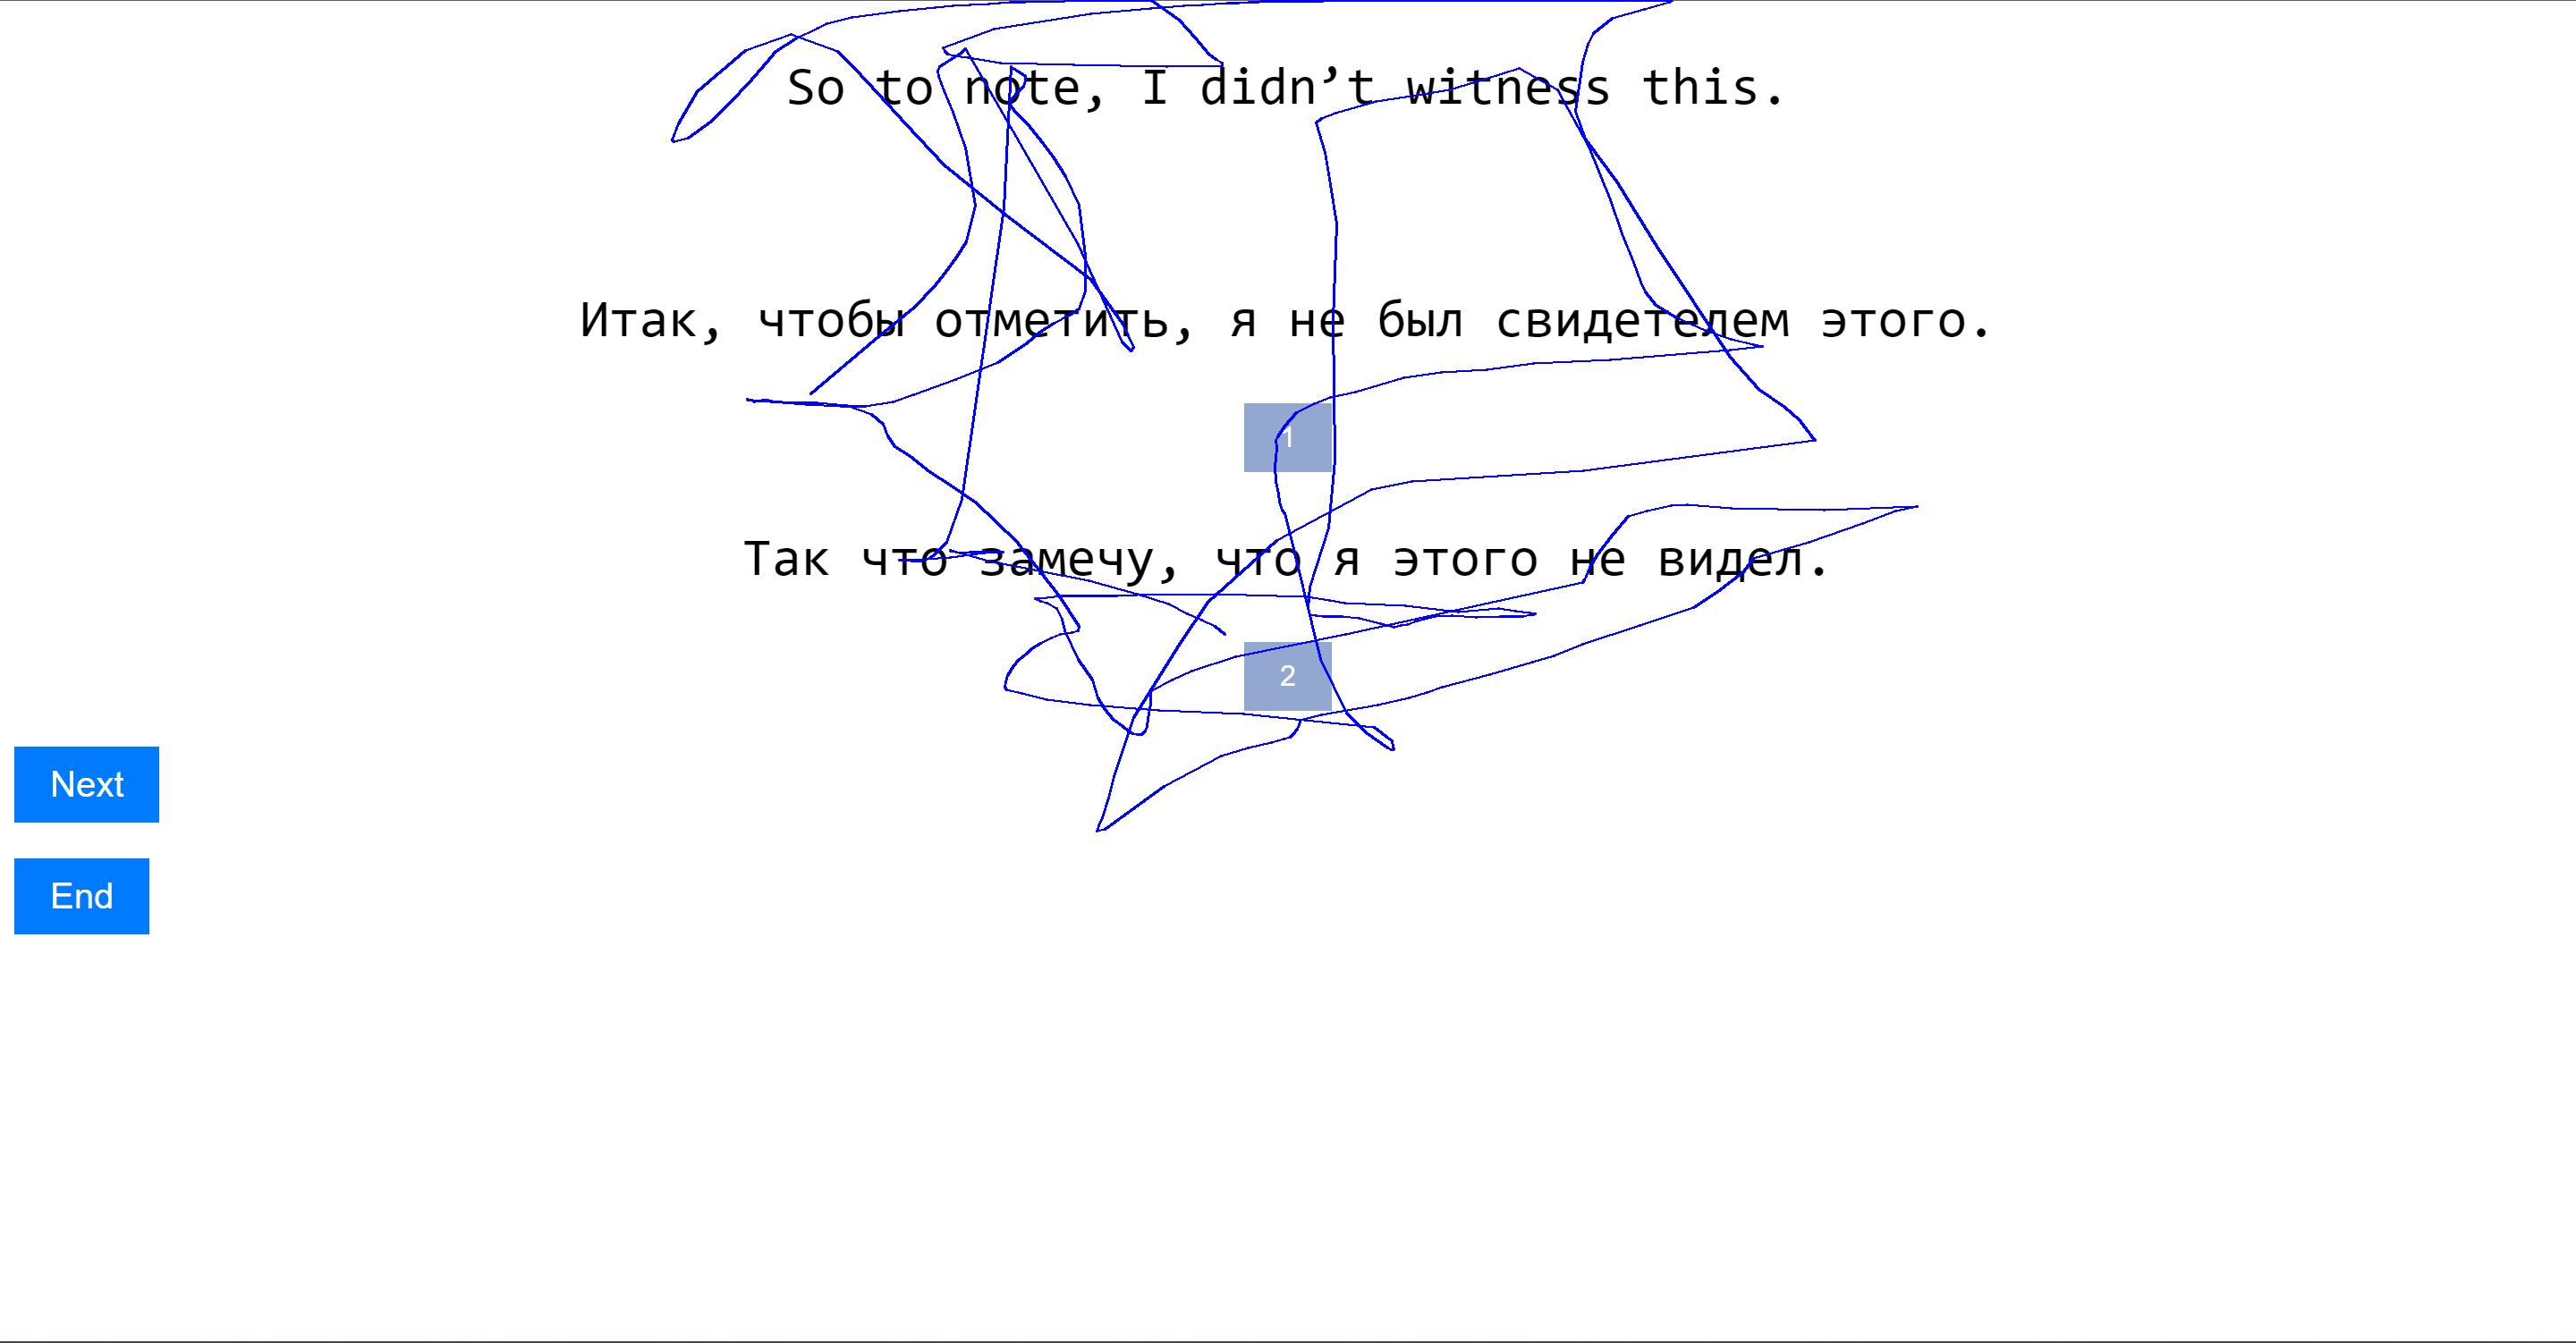 So to note, I didn’t witness this.
Итак, чтобы отметить, я не был свидетелем этого.
1
Так что замечу, что я этого не видел.
2
Next
End